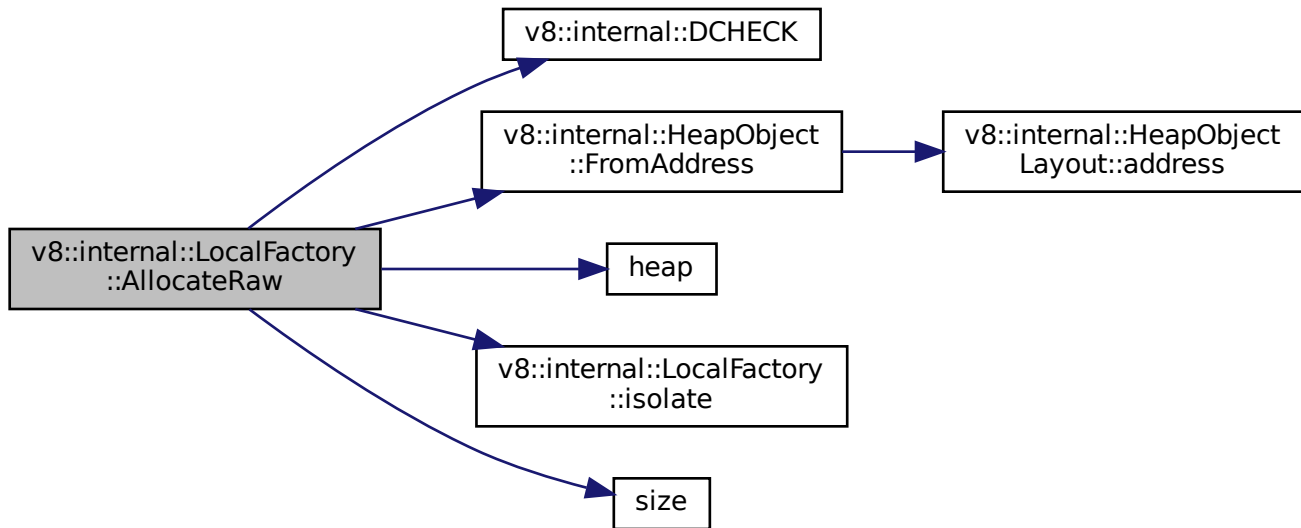 v8::internal::DCHECK
v8::internal::HeapObject
::FromAddress
v8::internal::HeapObject
Layout::address
v8::internal::LocalFactory
::AllocateRaw
heap
v8::internal::LocalFactory
::isolate
size